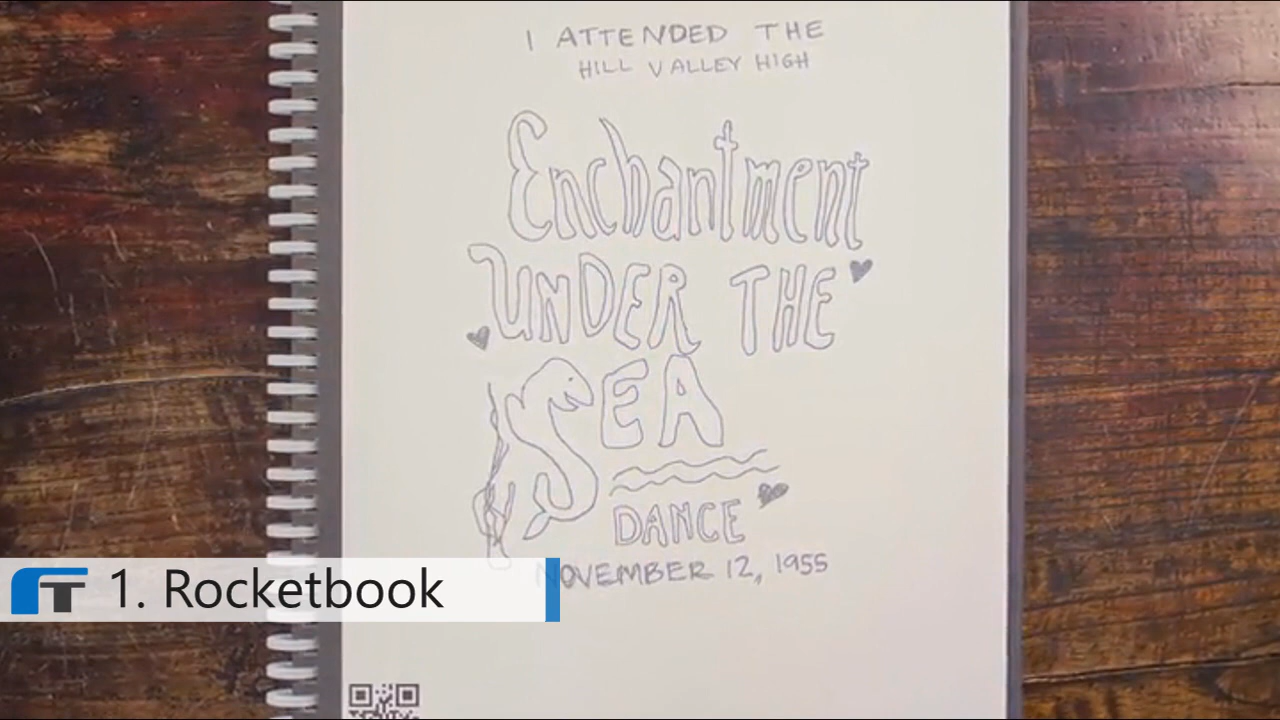 I ATTENDED THE
HILL VALLEY HIGH
Enchantment
UNDER THE
SEA
DANCE
NOVEMBER 12, 1955
1. Rocketbook